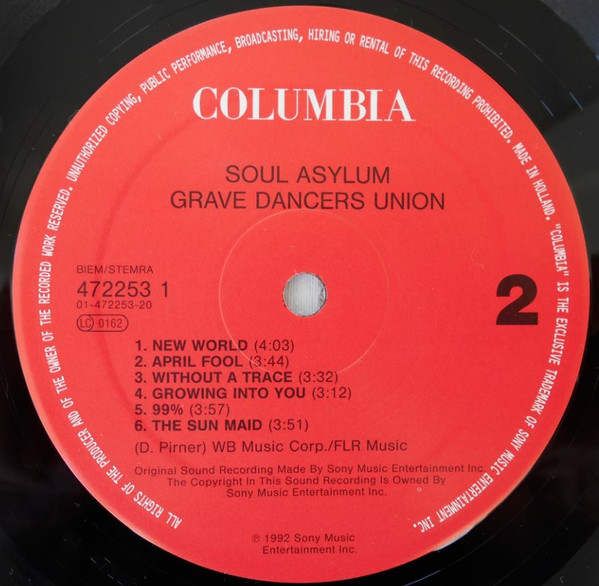 ALL RIGHTS OF THE PRODUCER AND OF THE OWNER OF THE RECORDED WORK RESERVED. UNAUTHORIZED COPYING, PUBLIC PERFORMANCE, BROADCASTING, HIRING OR RENTAL OF THIS RECORDING PROHIBITED. MADE IN HOLLAND. "COLUMBIA" IS THE EXCLUSIVE TRADEMARK OF SONY MUSIC ENTERTAINMENT INC.
COLUMBIA
SOUL ASYLUM
GRAVE DANCERS UNION
BIEM/STEMRA
472253 1
01-472253-20
LC 0162
2
1. NEW WORLD (4:03)
2. APRIL FOOL (3:44)
3. WITHOUT A TRACE (3:32)
4. GROWING INTO YOU (3:12)
5. 99% (3:57)
6. THE SUN MAID (3:51)
(D. Pirner) WB Music Corp./FLR Music
Original Sound Recording Made By Sony Music Entertainment Inc.
The Copyright In This Sound Recording Is Owned By
Sony Music Entertainment Inc.
℗ 1992 Sony Music
Entertainment Inc.